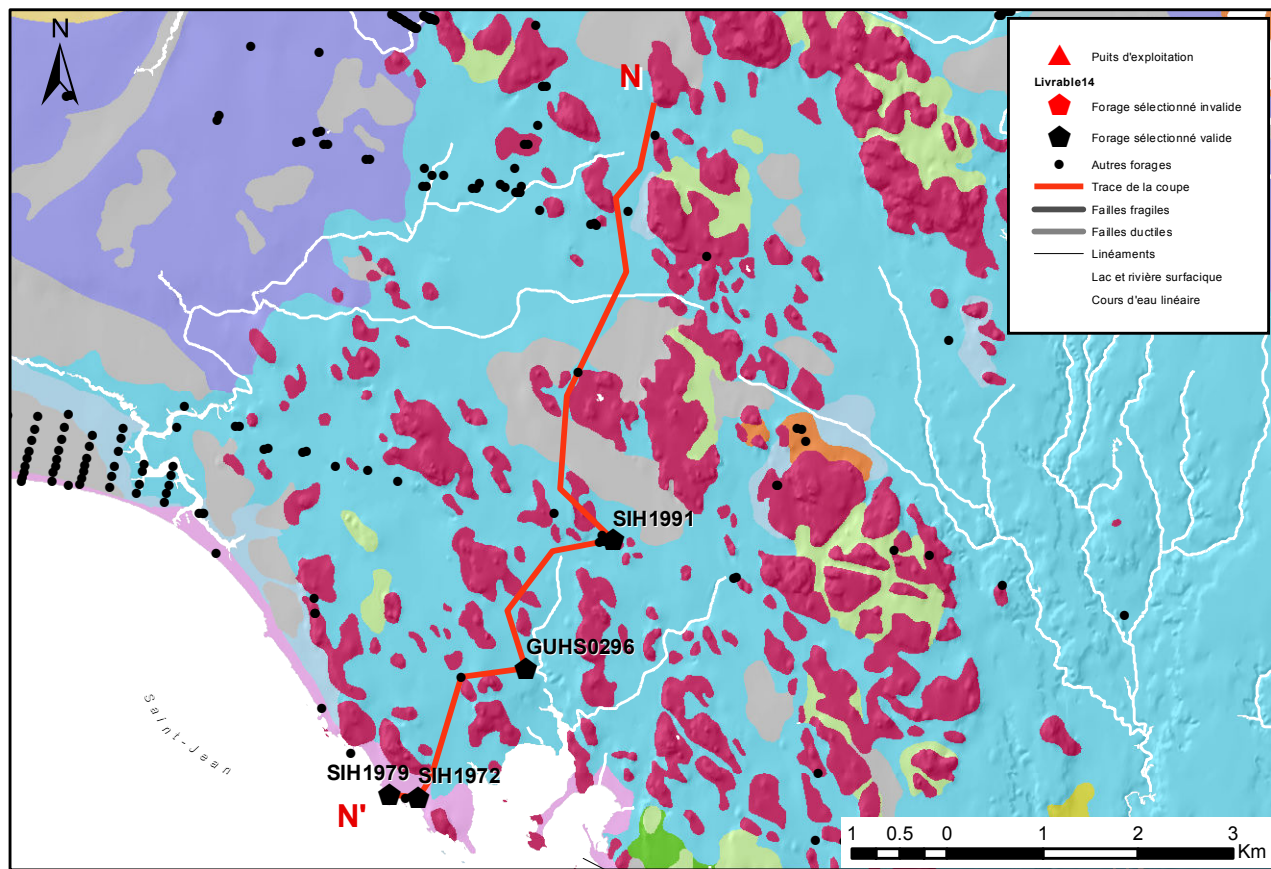 N
N
Puits d'exploitation
Livrable14
Forage sélectionné invalide
Forage sélectionné valide
Autres forages
Trace de la coupe
Failles fragiles
Failles ductiles
Linéaments
Lac et rivière surfacique
Cours d'eau linéaire
SIH1991
GUHS0296
Saint-Jean
SIH1979
SIH1972
N'
1 0.5 0 1 2 3
Km